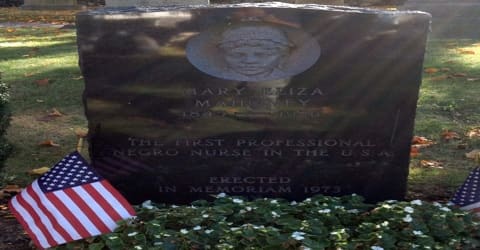 MARY ELIZA
MAHONEY
THE FIRST PROFESSIONAL
NEGRO NURSE IN THE U.S.A.
ERECTED
IN MEMORIAM 1973